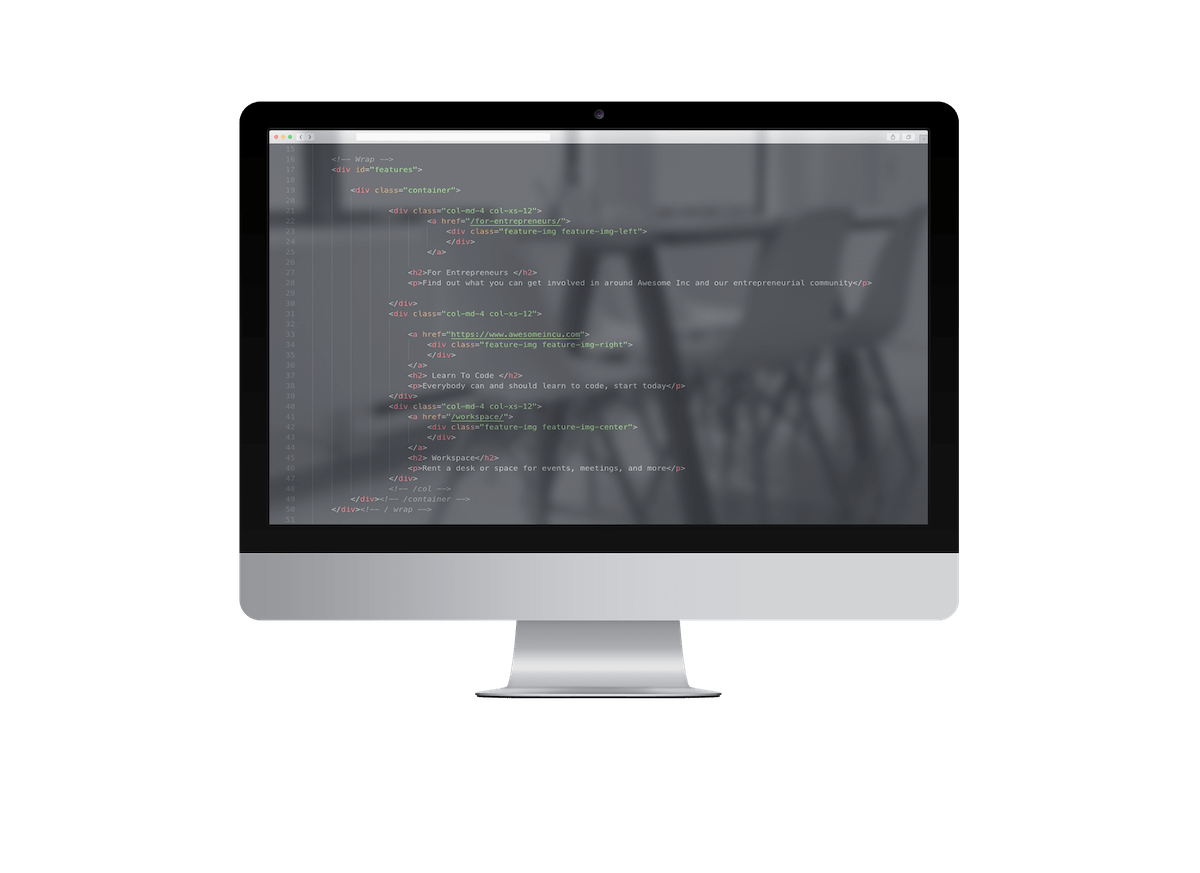 15
16 <!-- Wrap -->
17 <div id="features">
18
19 <div class="container">
20
21 <div class="col-md-4 col-xs-12">
22 <a href="/for-entrepreneurs/">
23 <div class="feature-img feature-img-left">
24 </div>
25 </a>
26
27 <h2>For Entrepreneurs </h2>
28 <p>Find out what you can get involved in around Awesome Inc and our entrepreneurial community</p>
29
30 </div>
31 <div class="col-md-4 col-xs-12">
32
33 <a href="https://www.awesomeincu.com">
34 <div class="feature-img feature-img-right">
35 </div>
36 </a>
37 <h2> Learn To Code </h2>
38 <p>Everybody can and should learn to code, start today</p>
39 </div>
40 <div class="col-md-4 col-xs-12">
41 <a href="/workspace/">
42 <div class="feature-img feature-img-center">
43 </div>
44 </a>
45 <h2> Workspace</h2>
46 <p>Rent a desk or space for events, meetings, and more</p>
47 </div>
48 <!-- /col -->
49 </div><!-- /container -->
50 </div><!-- / wrap -->
51